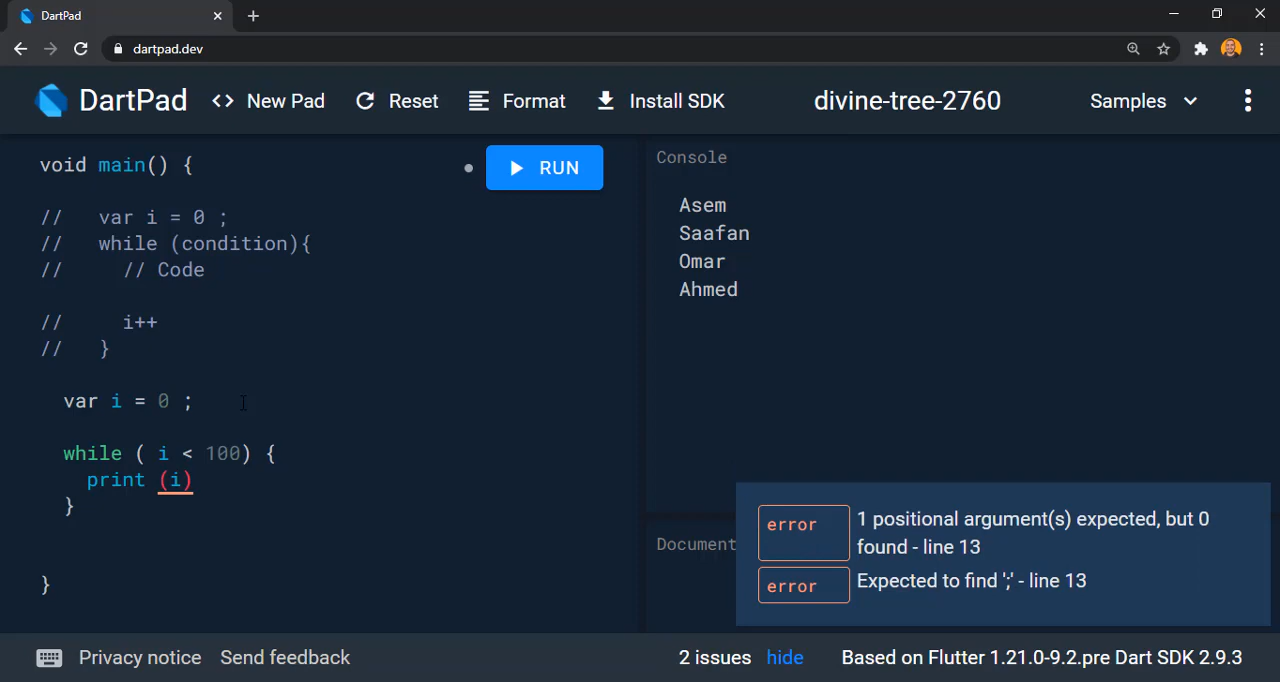 DartPad
dartpad.dev
DartPad <> New Pad Reset Format Install SDK divine-tree-2760 Samples
void main() {
RUN
// var i = 0 ;
// while (condition){
// // Code
// i++
// }
var i = 0 ;
while ( i < 100) {
print (i)
}
}
Console
Asem
Saafan
Omar
Ahmed
Document
error 1 positional argument(s) expected, but 0
found - line 13
error Expected to find ';' - line 13
Privacy notice Send feedback 2 issues hide Based on Flutter 1.21.0-9.2.pre Dart SDK 2.9.3